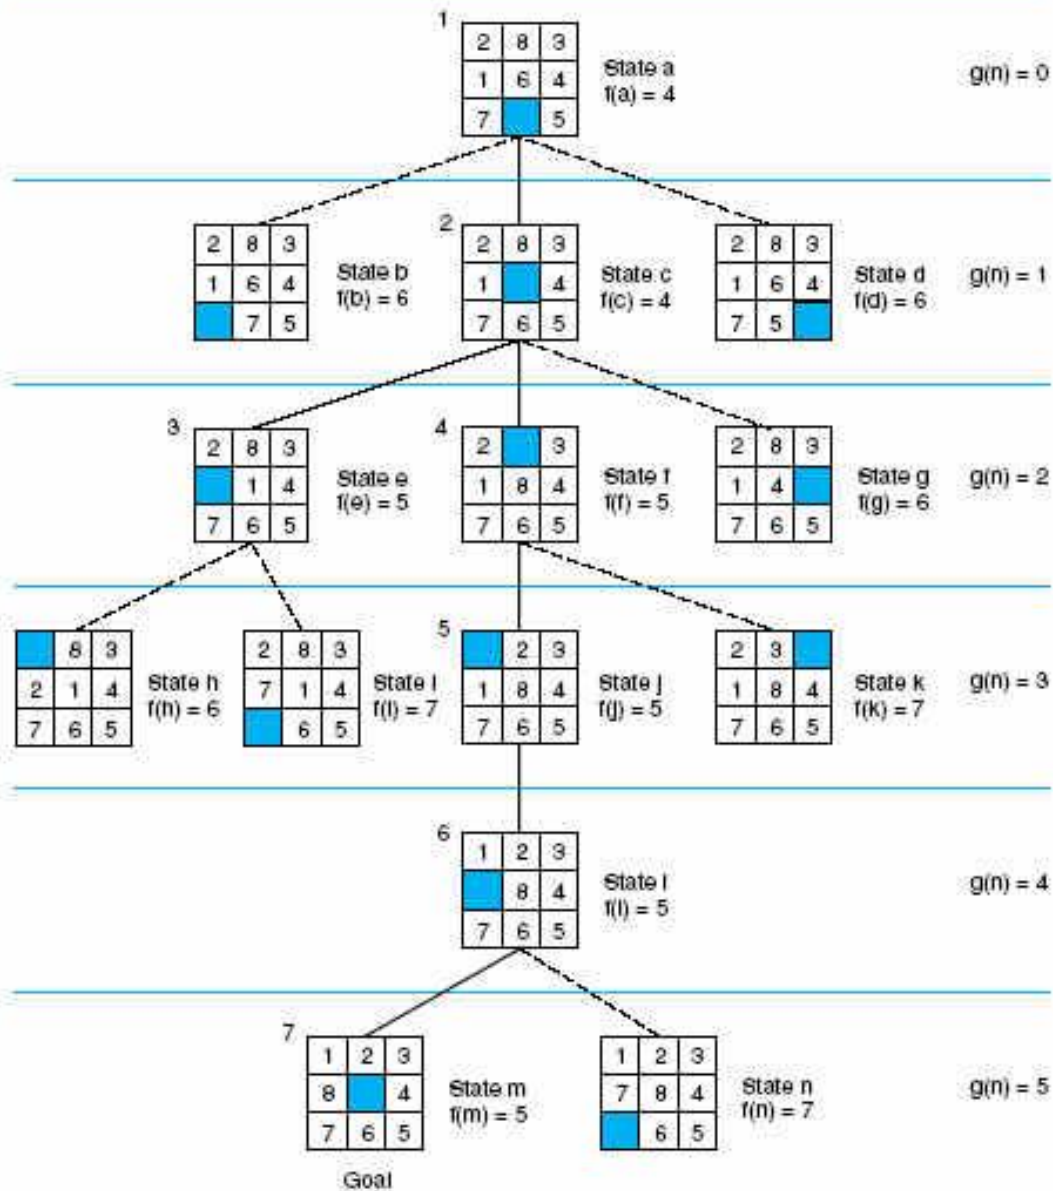 1
2 8 3
1 6 4
7 5
State a
f(a) = 4
g(n) = 0
2 8 3
1 6 4
7 5
State b
f(b) = 6
2
2 8 3
1 4
7 6 5
State c
f(c) = 4
2 8 3
1 6 4
7 5
State d
f(d) = 6
g(n) = 1
3
2 8 3
1 4
7 6 5
State e
f(e) = 5
4
2 3
1 8 4
7 6 5
State f
f(f) = 5
2 8 3
1 4
7 6 5
State g
f(g) = 6
g(n) = 2
8 3
2 1 4
7 6 5
State h
f(h) = 6
2 8 3
7 1 4
6 5
State i
f(i) = 7
5
2 3
1 8 4
7 6 5
State j
f(j) = 5
2 3
1 8 4
7 6 5
State k
f(k) = 7
g(n) = 3
6
1 2 3
8 4
7 6 5
State l
f(l) = 5
g(n) = 4
7
1 2 3
8 4
7 6 5
State m
f(m) = 5
Goal
1 2 3
7 8 4
6 5
State n
f(n) = 7
g(n) = 5